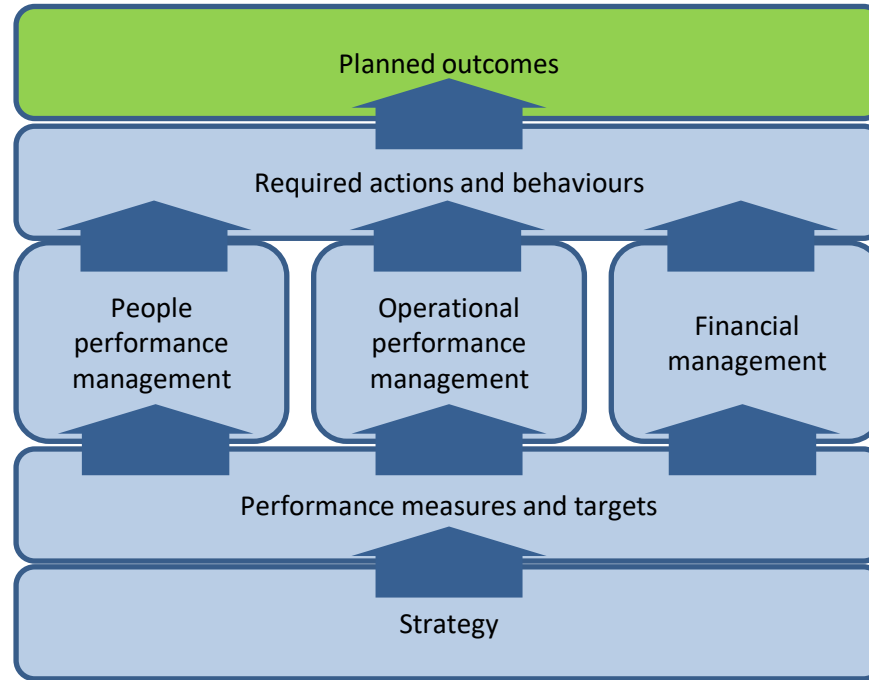 Planned outcomes
Required actions and behaviours
People
performance
management
Operational
performance
management
Financial
management
Performance measures and targets
Strategy